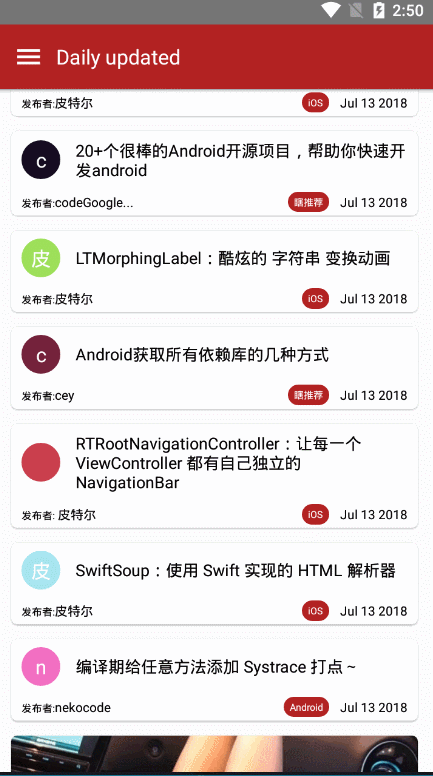 2:50
Daily updated
发布者:皮特尔 iOS Jul 13 2018
c
20+个很棒的Android开源项目，帮助你快速开
发android
发布者:codeGoogle... 瞎推荐 Jul 13 2018
皮
LTMorphingLabel：酷炫的 字符串 变换动画
发布者:皮特尔 iOS Jul 13 2018
c
Android获取所有依赖库的几种方式
发布者:cey 瞎推荐 Jul 13 2018
RTRootNavigationController：让每一个
ViewController 都有自己独立的
NavigationBar
发布者: 皮特尔 iOS Jul 13 2018
皮
SwiftSoup：使用 Swift 实现的 HTML 解析器
发布者:皮特尔 iOS Jul 13 2018
n
编译期给任意方法添加 Systrace 打点 ~
发布者:nekocode Android Jul 13 2018